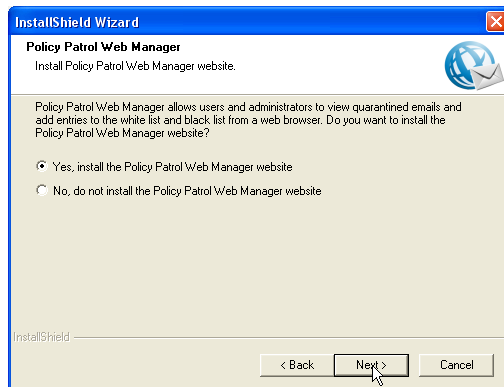 InstallShield Wizard
Policy Patrol Web Manager
Install Policy Patrol Web Manager website.
Policy Patrol Web Manager allows users and administrators to view quarantined emails and
add entries to the white list and black list from a web browser. Do you want to install the
Policy Patrol Web Manager website?
Yes, install the Policy Patrol Web Manager website
No, do not install the Policy Patrol Web Manager website
InstallShield
< Back Next > Cancel